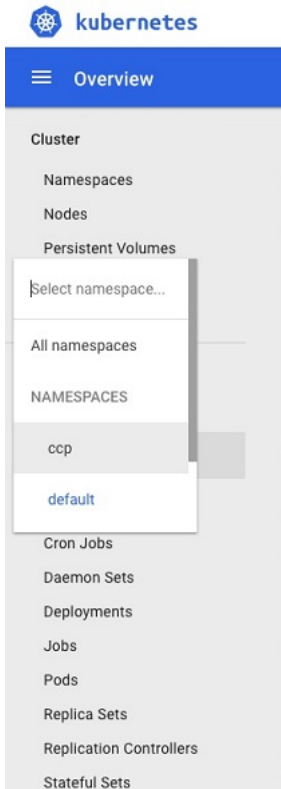 kubernetes
Overview
Cluster
Namespaces
Nodes
Persistent Volumes
Select namespace...
All namespaces
NAMESPACES
ccp
default
Cron Jobs
Daemon Sets
Deployments
Jobs
Pods
Replica Sets
Replication Controllers
Stateful Sets